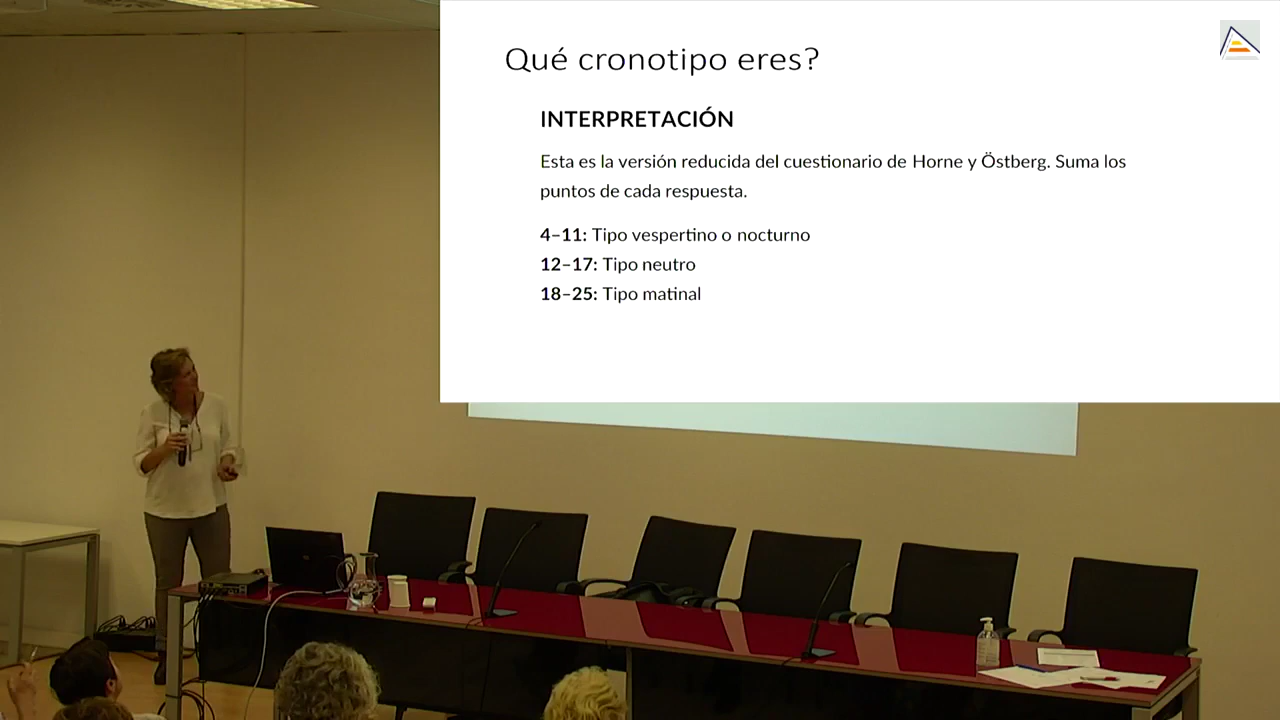 Qué cronotipo eres?
INTERPRETACIÓN
Esta es la versión reducida del cuestionario de Horne y Östberg. Suma los
puntos de cada respuesta.
4–11: Tipo vespertino o nocturno
12–17: Tipo neutro
18–25: Tipo matinal